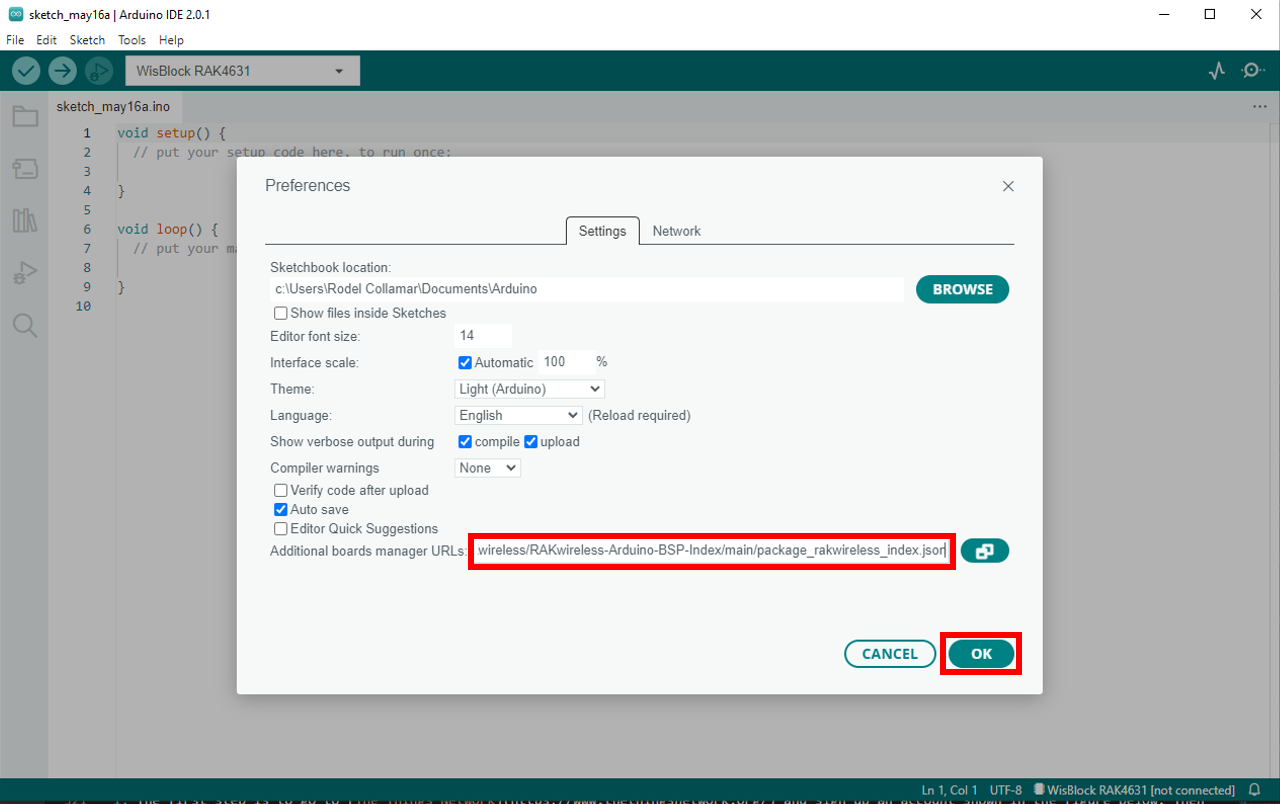 sketch_may16a | Arduino IDE 2.0.1
File Edit Sketch Tools Help
WisBlock RAK4631
sketch_may16a.ino
1 void setup() {
2 // put your setup code here, to run once:
3
4 }
5
6 void loop() {
7 // put your ma
8
9 }
10
Preferences
Settings Network
Sketchbook location:
c:\Users\Rodel Collamar\Documents\Arduino
BROWSE
Show files inside Sketches
Editor font size: 14
Interface scale: Automatic 100 %
Theme: Light (Arduino)
Language: English (Reload required)
Show verbose output during compile upload
Compiler warnings None
Verify code after upload
Auto save
Editor Quick Suggestions
Additional boards manager URLs: wireless/RAKwireless-Arduino-BSP-Index/main/package_rakwireless_index.json
CANCEL OK
Ln 1, Col 1 UTF-8 WisBlock RAK4631 [not connected]